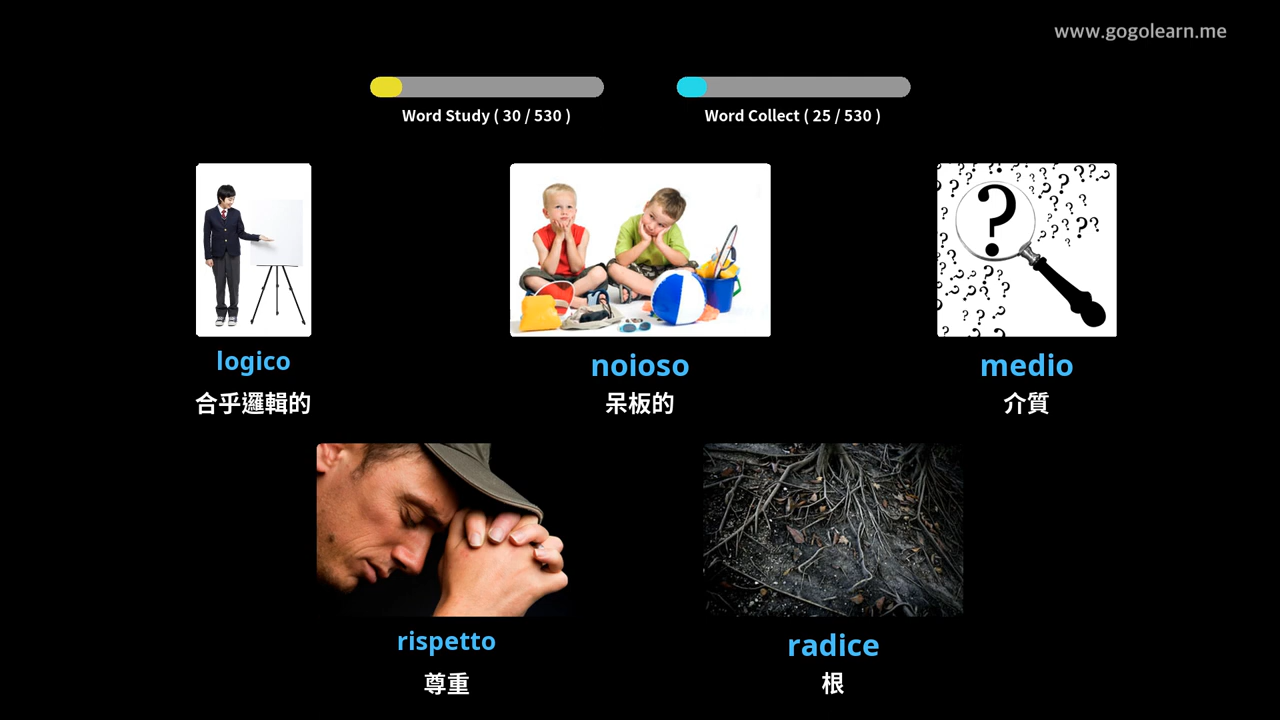 www.gogolearn.me
Word Study ( 30 / 530 )
Word Collect ( 25 / 530 )
logico
noioso
medio
合乎邏輯的
呆板的
介質
rispetto
radice
尊重
根